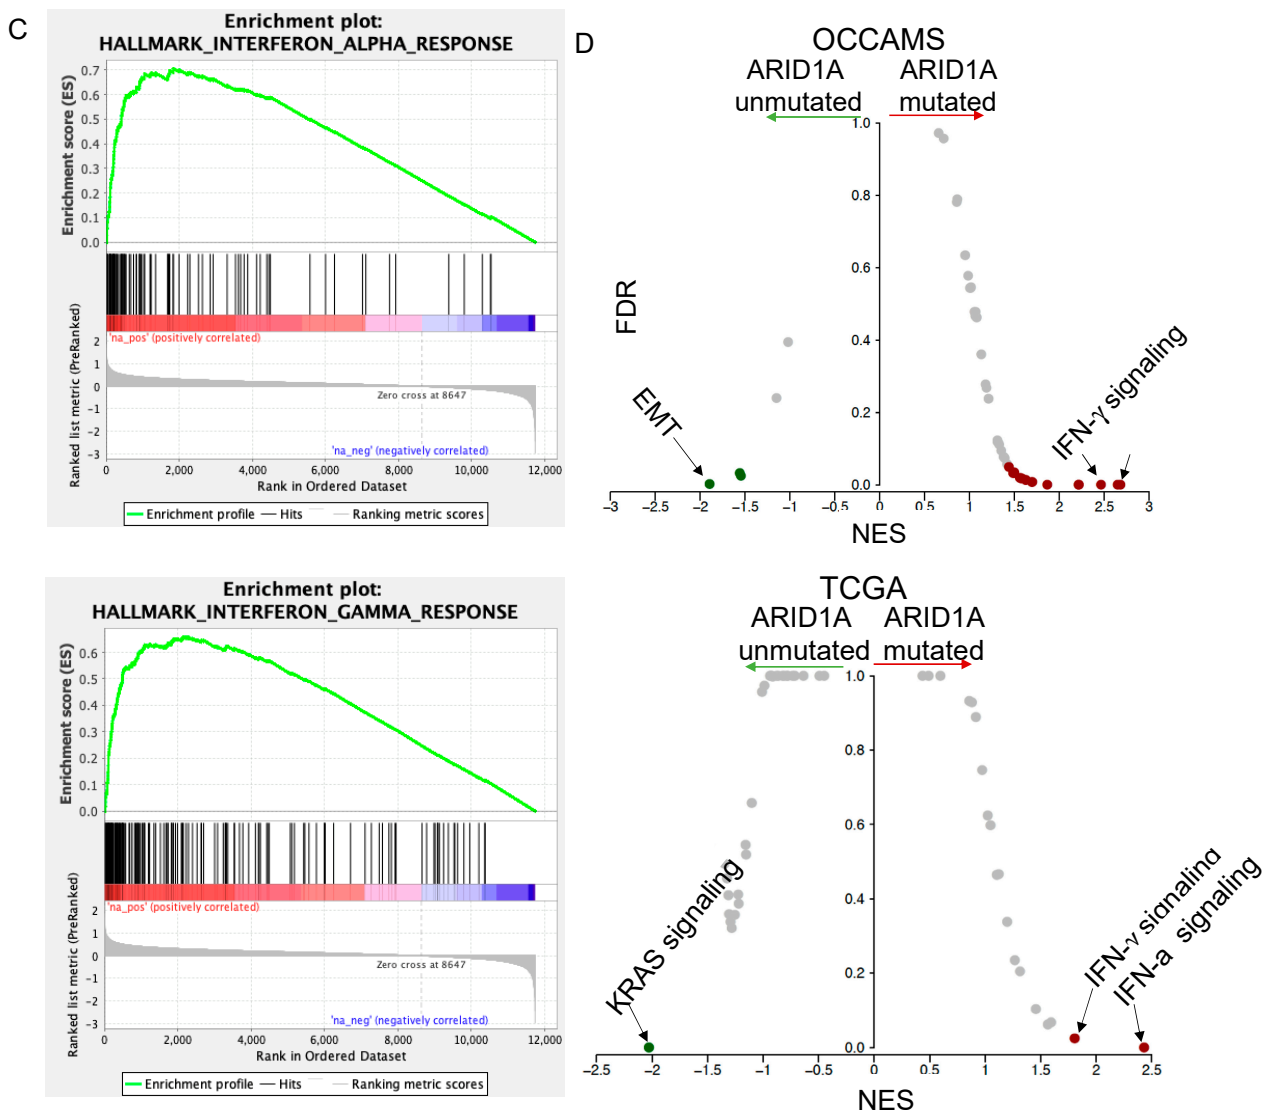 C
Enrichment plot:
HALLMARK_INTERFERON_ALPHA_RESPONSE
Enrichment score (ES)
0.7
0.6
0.5
0.4
0.3
0.2
0.1
0.0
'na_pos' (positively correlated)
Ranked list metric (PreRanked)
2
1
0
-1
-2
-3
Zero cross at 8647
'na_neg' (negatively correlated)
0 2,000 4,000 6,000 8,000 10,000 12,000
Rank in Ordered Dataset
Enrichment profile — Hits Ranking metric scores
D
OCCAMS
ARID1A unmutated
ARID1A mutated
FDR
1.0
0.8
0.6
0.4
0.2
0.0
EMT
IFN-γ signaling
−3 −2.5 −2 −1.5 −1 −0.5 0 0.5 1 1.5 2 2.5 3
NES
Enrichment plot:
HALLMARK_INTERFERON_GAMMA_RESPONSE
Enrichment score (ES)
0.6
0.5
0.4
0.3
0.2
0.1
0.0
'na_pos' (positively correlated)
Ranked list metric (PreRanked)
2
1
0
-1
-2
-3
Zero cross at 8647
'na_neg' (negatively correlated)
0 2,000 4,000 6,000 8,000 10,000 12,000
Rank in Ordered Dataset
Enrichment profile — Hits Ranking metric scores
TCGA
ARID1A unmutated
ARID1A mutated
1.0
0.8
0.6
0.4
0.2
0.0
KRAS signaling
IFN-γ signaling
IFN-a signaling
−2.5 −2 −1.5 −1 −0.5 0 0.5 1 1.5 2 2.5
NES